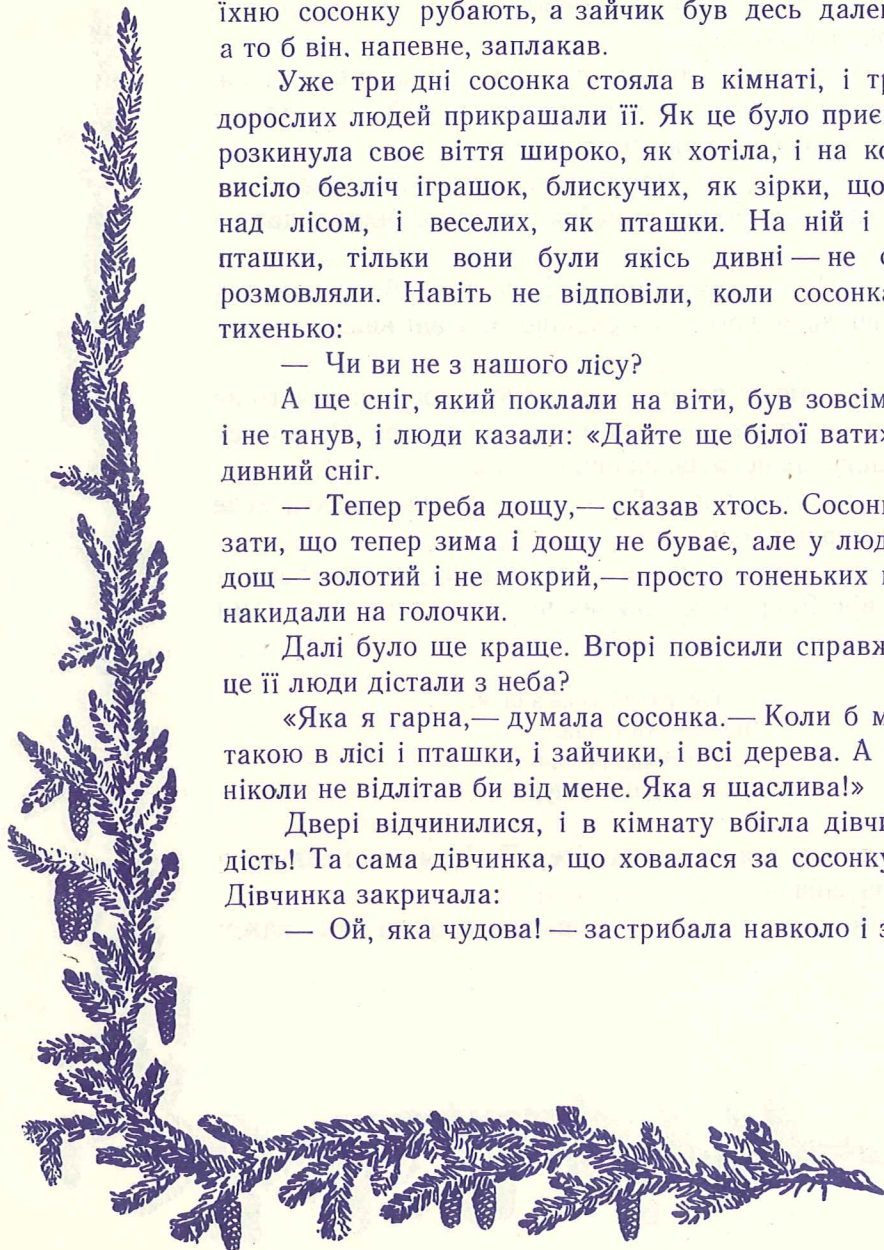 їхню сосонку рубають, а зайчик був десь
а то б він, напевне, заплакав.
Уже три дні сосонка стояла в кімнаті, і
дорослих людей прикрашали її. Як це було
розкинула своє віття широко, як хотіла, і на
висіло безліч іграшок, блискучих, як зірки, що
над лісом, і веселих, як пташки. На ній і
пташки, тільки вони були якісь дивні — не
розмовляли. Навіть не відповіли, коли сосонка
тихенько:
— Чи ви не з нашого лісу?
А ще сніг, який поклали на віти, був зовсім
і не танув, і люди казали: «Дайте ще білої вати»
дивний сніг.
— Тепер треба дощу,— сказав хтось.
зати, що тепер зима і дощу не буває, але у
дощ — золотий і не мокрий,— просто тоненьких
накидали на голочки.
Далі було ще краще. Вгорі повісили
це її люди дістали з неба?
«Яка я гарна,— думала сосонка.— Коли б
такою в лісі і пташки, і зайчики, і всі дерева. А
ніколи не відлітав би від мене. Яка я щаслива!»
Двері відчинилися, і в кімнату вбігла
дість! Та сама дівчинка, що ховалася за сосонку
Дівчинка закричала:
— Ой, яка чудова! — застрибала навколо і